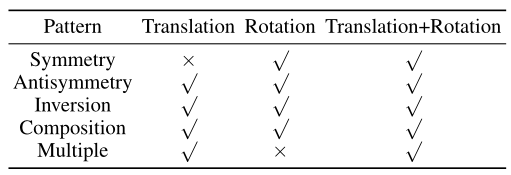 Pattern Translation Rotation Translation+Rotation
Symmetry × √ √
Antisymmetry √ √ √
Inversion √ √ √
Composition √ √ √
Multiple √ × √